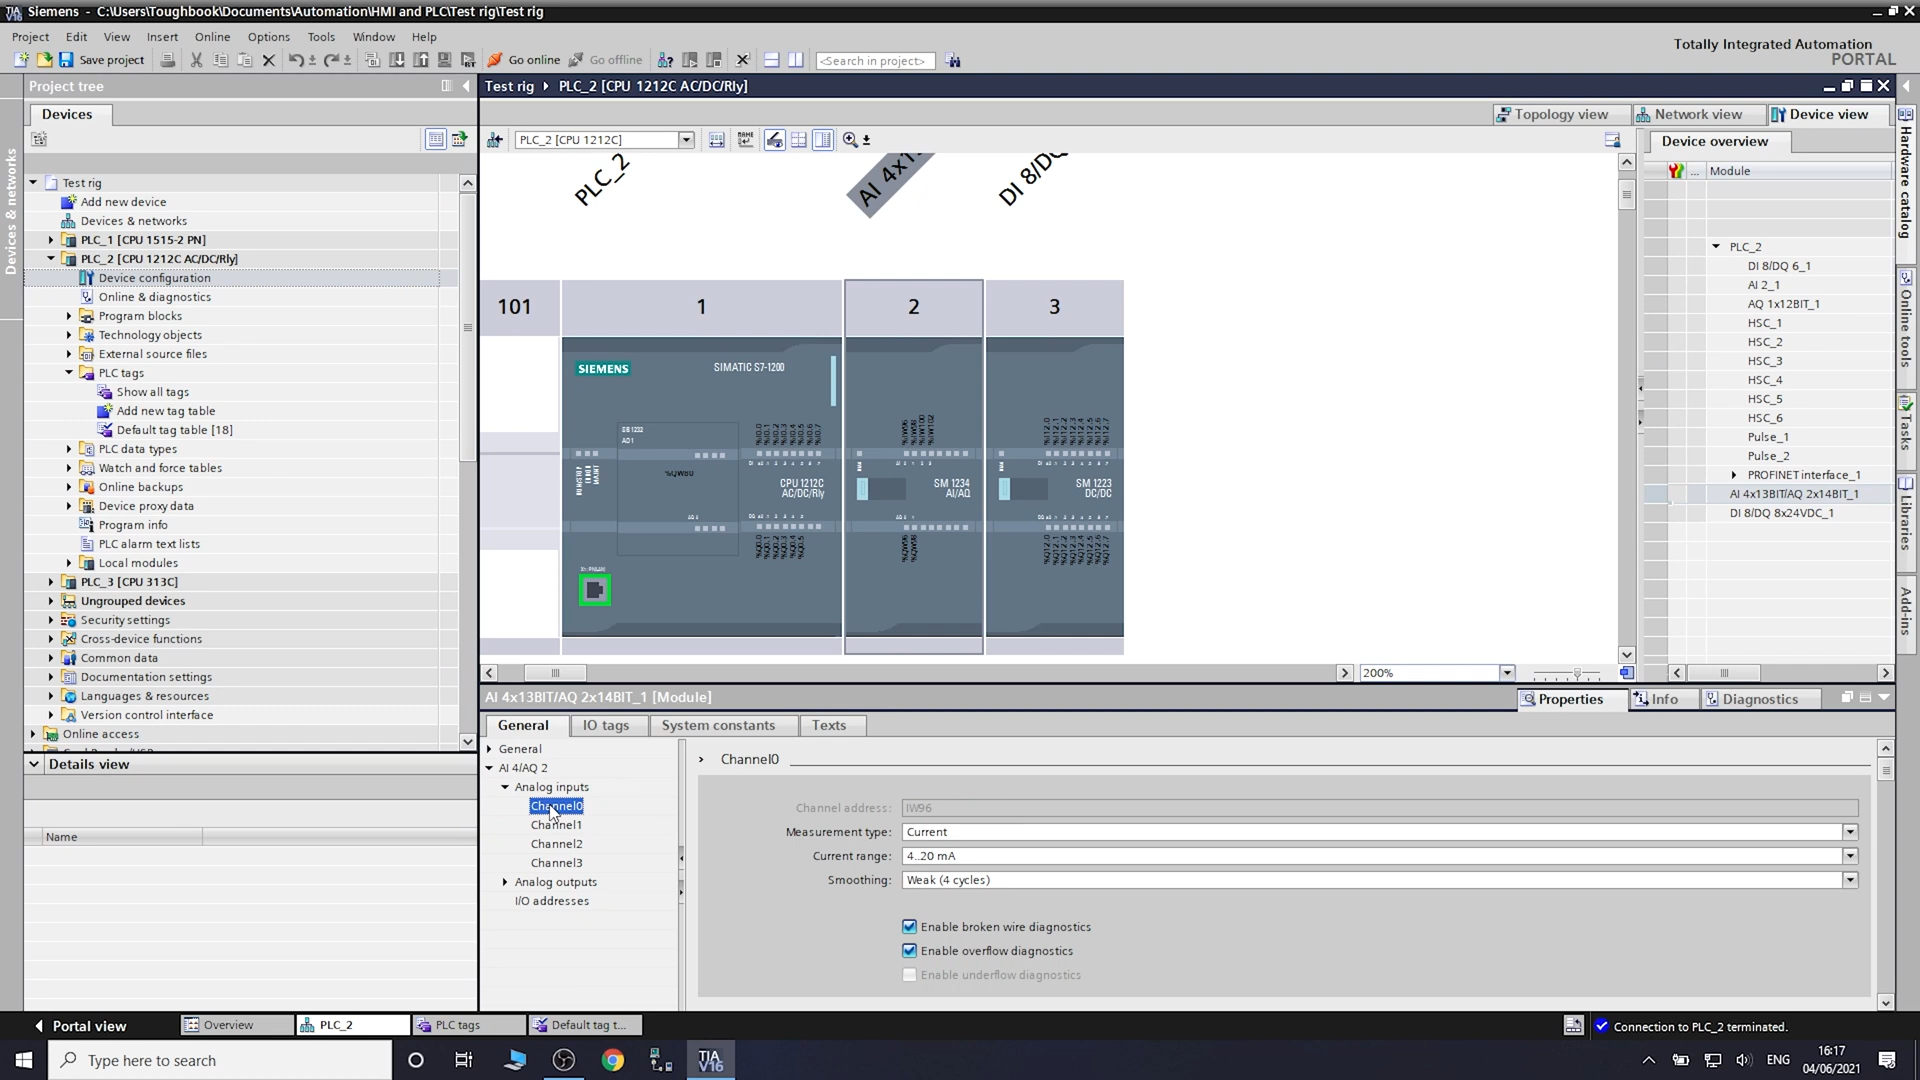 Siemens - C:\Users\Toughbook\Documents\Automation\HMI and PLC\Test rig\Test rig
Project Edit View Insert Online Options Tools Window Help
Totally Integrated Automation
PORTAL
Save project
Go online
Go offline
<Search in project>
Project tree
Test rig PLC_2 [CPU 1212C AC/DC/Rly]
Devices
Topology view
Network view
Device view
PLC_2 [CPU 1212C]
Device overview
Module
Devices & networks
Test rig
Add new device
Devices & networks
PLC_1 [CPU 1515-2 PN]
PLC_2 [CPU 1212C AC/DC/Rly]
Device configuration
Online & diagnostics
Program blocks
Technology objects
External source files
PLC tags
Show all tags
Add new tag table
Default tag table [18]
PLC data types
Watch and force tables
Online backups
Device proxy data
Program info
PLC alarm text lists
Local modules
PLC_3 [CPU 313C]
Ungrouped devices
Security settings
Cross-device functions
Common data
Documentation settings
Languages & resources
Version control interface
Online access
Details view
Name
PLC_2
101
1
2
3
SIEMENS
SIMATIC S7-1200
CPU 1212C
AC/DC/Rly
SM 1234
AI/AQ
SM 1223
DC/DC
200%
PLC_2
DI 8/DQ 6_1
AI 2_1
AQ 1x12BIT_1
HSC_1
HSC_2
HSC_3
HSC_4
HSC_5
HSC_6
Pulse_1
Pulse_2
PROFINET interface_1
AI 4x13BIT/AQ 2x14BIT_1
DI 8/DQ 8x24VDC_1
Hardware catalog
Online tools
Tasks
Libraries
Add-ins
AI 4x13BIT/AQ 2x14BIT_1 [Module]
Properties
Info
Diagnostics
General
IO tags
System constants
Texts
General
AI 4/AQ 2
Analog inputs
Channel0
Channel1
Channel2
Channel3
Analog outputs
I/O addresses
Channel0
Channel address: IW96
Measurement type: Current
Current range: 4..20 mA
Smoothing: Weak (4 cycles)
Enable broken wire diagnostics
Enable overflow diagnostics
Enable underflow diagnostics
Portal view
Overview
PLC_2
PLC tags
Default tag t...
Connection to PLC_2 terminated.
Type here to search
TIA
V16
ENG
16:17
04/06/2021